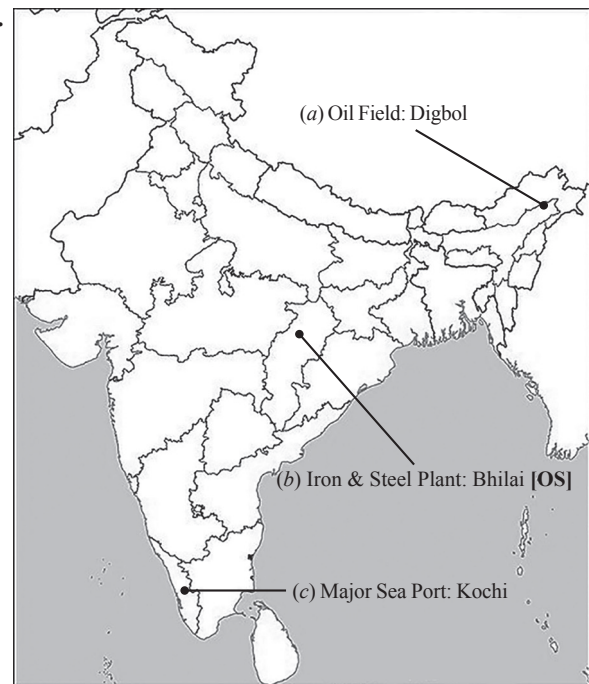 (a) Oil Field: Digbol
(b) Iron & Steel Plant: Bhilai [OS]
(c) Major Sea Port: Kochi